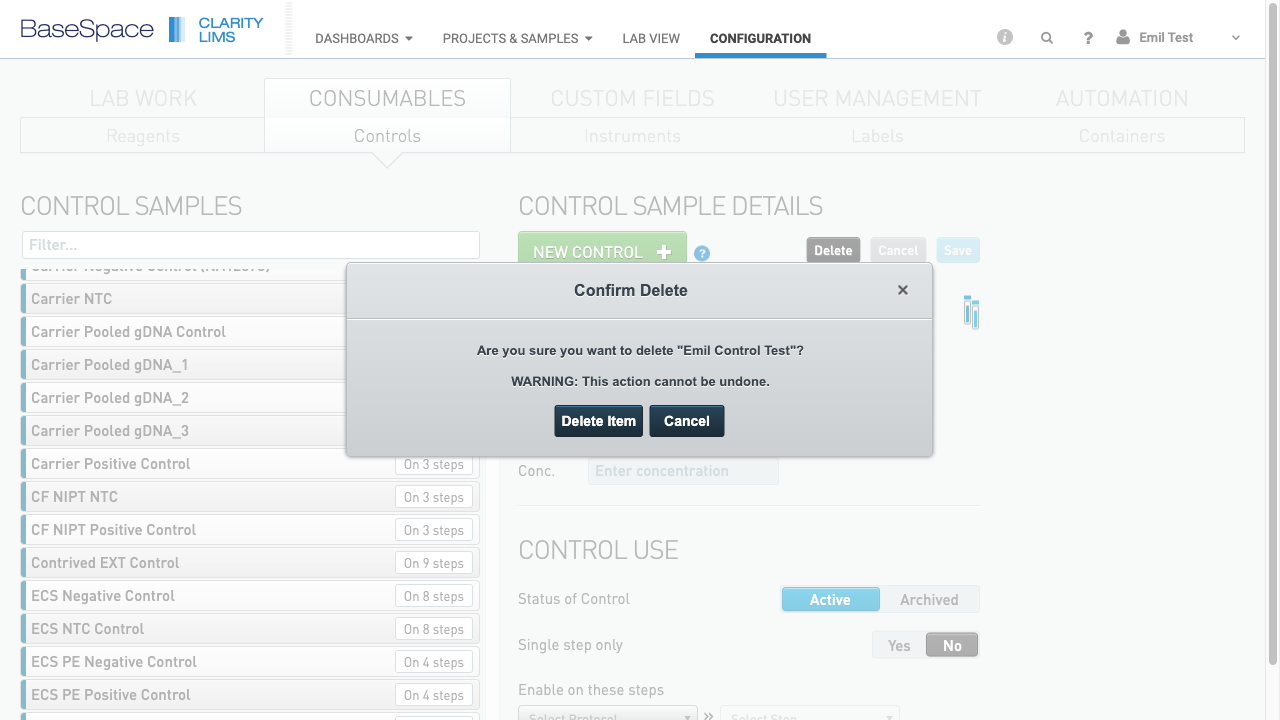 BaseSpace CLARITY LIMS
DASHBOARDS PROJECTS & SAMPLES LAB VIEW CONFIGURATION ? Emil Test
LAB WORK CONSUMABLES CUSTOM FIELDS USER MANAGEMENT AUTOMATION
Reagents Controls Instruments Labels Containers
CONTROL SAMPLES
Filter...
Carrier Negative Control
Carrier NTC
Carrier Pooled gDNA Control
Carrier Pooled gDNA_1
Carrier Pooled gDNA_2
Carrier Pooled gDNA_3
Carrier Positive Control On 3 steps
CF NIPT NTC On 3 steps
CF NIPT Positive Control On 3 steps
Contrived EXT Control On 9 steps
ECS Negative Control On 8 steps
ECS NTC Control On 8 steps
ECS PE Negative Control On 4 steps
ECS PE Positive Control On 4 steps
CONTROL SAMPLE DETAILS
NEW CONTROL + ? Delete Cancel Save
Confirm Delete ×
Are you sure you want to delete "Emil Control Test"?
WARNING: This action cannot be undone.
Delete Item Cancel
Conc. Enter concentration
CONTROL USE
Status of Control Active Archived
Single step only Yes No
Enable on these steps
Select Protocol » Select Step